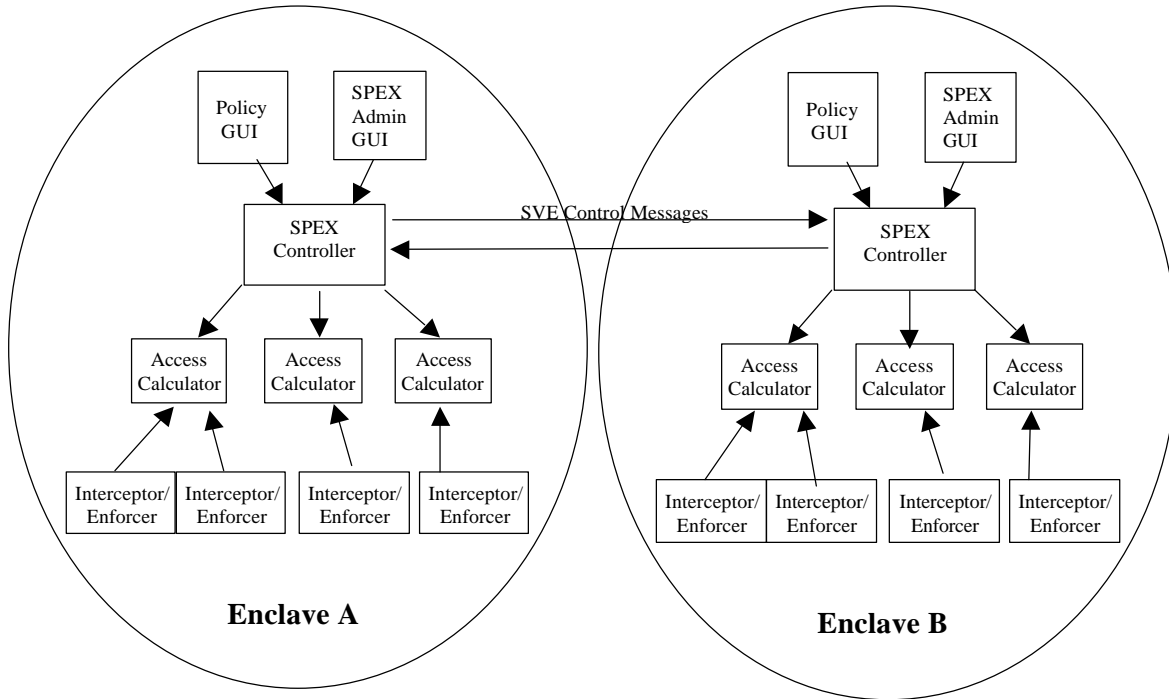 Policy
GUI
SPEX
Admin
GUI
SPEX
Controller
Access
Calculator
Access
Calculator
Access
Calculator
Interceptor/
Enforcer
Interceptor/
Enforcer
Interceptor/
Enforcer
Interceptor/
Enforcer
Enclave A
SVE Control Messages
Policy
GUI
SPEX
Admin
GUI
SPEX
Controller
Access
Calculator
Access
Calculator
Access
Calculator
Interceptor/
Enforcer
Interceptor/
Enforcer
Interceptor/
Enforcer
Interceptor/
Enforcer
Enclave B